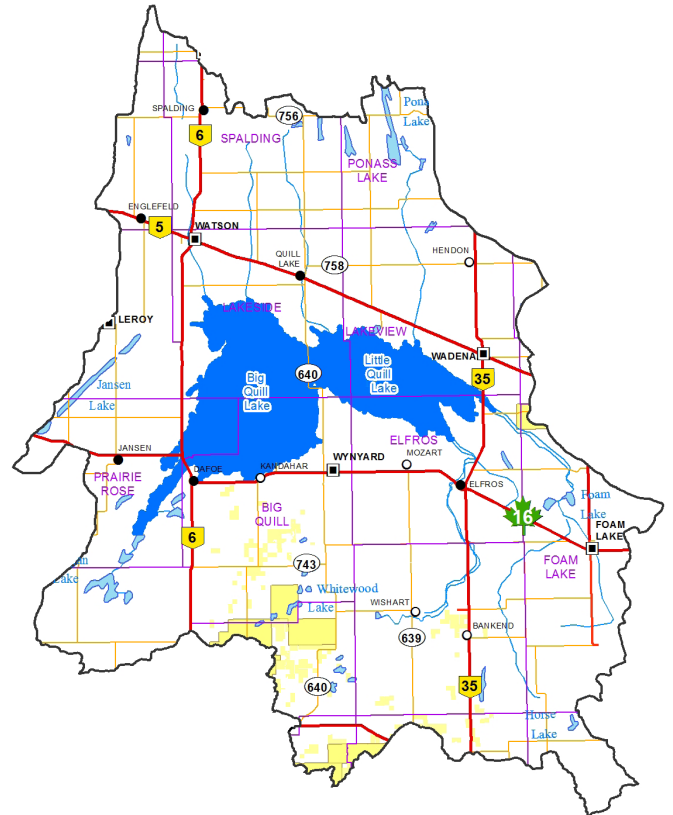 Pona
Lake
SPALDING
756
6
SPALDING
PONASS
LAKE
ENGLEFELD
5
WATSON
QUILL
LAKE
758
HENDON
LAKESIDE
LEROY
LAKEVIEW
WADENA
Little
Quill
Lake
640
Big
Quill
Lake
35
Jansen
Lake
ELFROS
MOZART
JANSEN
WYNYARD
DAFOE
KANDAHAR
PRAIRIE
ROSE
ELFROS
Foam
Lake
BIG
QUILL
16
FOAM
LAKE
6
743
FOAM
LAKE
an
Lake
Whitewood
Lake
WISHART
639
BANKEND
640
35
Horse
Lake